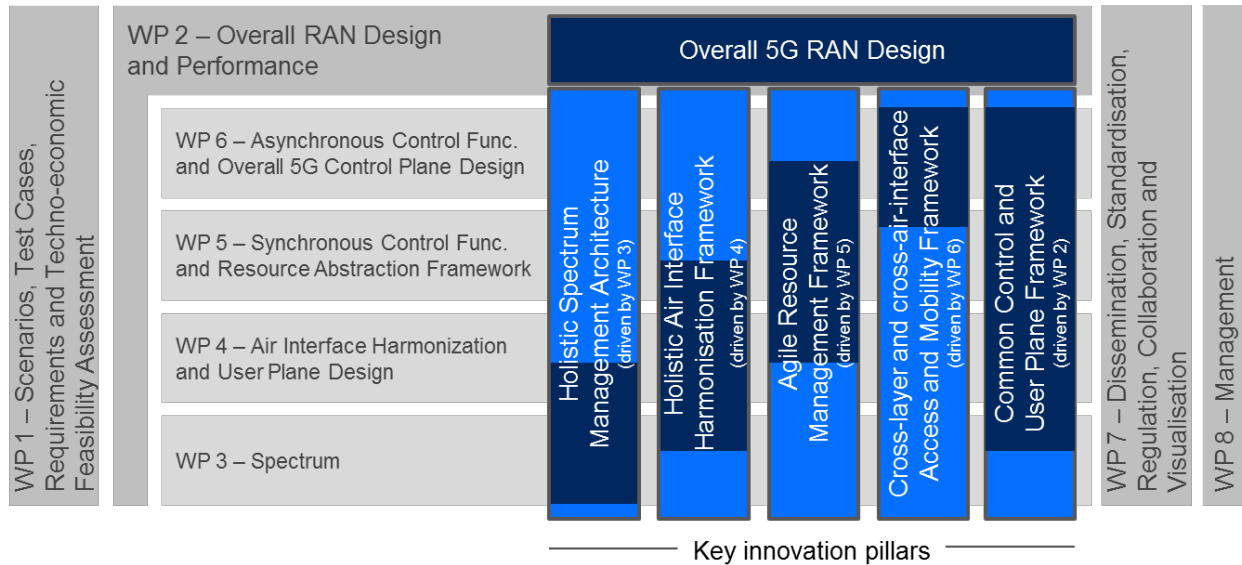 WP 1 – Scenarios, Test Cases,
Requirements and Techno-economic
Feasibility Assessment
WP 2 – Overall RAN Design
and Performance
Overall 5G RAN Design
WP 6 – Asynchronous Control Func.
and Overall 5G Control Plane Design
WP 5 – Synchronous Control Func.
and Resource Abstraction Framework
WP 4 – Air Interface Harmonization
and User Plane Design
WP 3 – Spectrum
Holistic Spectrum
Management Architecture
(driven by WP 3)
Holistic Air Interface
Harmonisation Framework
(driven by WP 4)
Agile Resource
Management Framework
(driven by WP 5)
Cross-layer and cross-air-interface
Access and Mobility Framework
(driven by WP 6)
Common Control and
User Plane Framework
(driven by WP 2)
WP 7 – Dissemination, Standardisation,
Regulation, Collaboration and
Visualisation
WP 8 – Management
Key innovation pillars